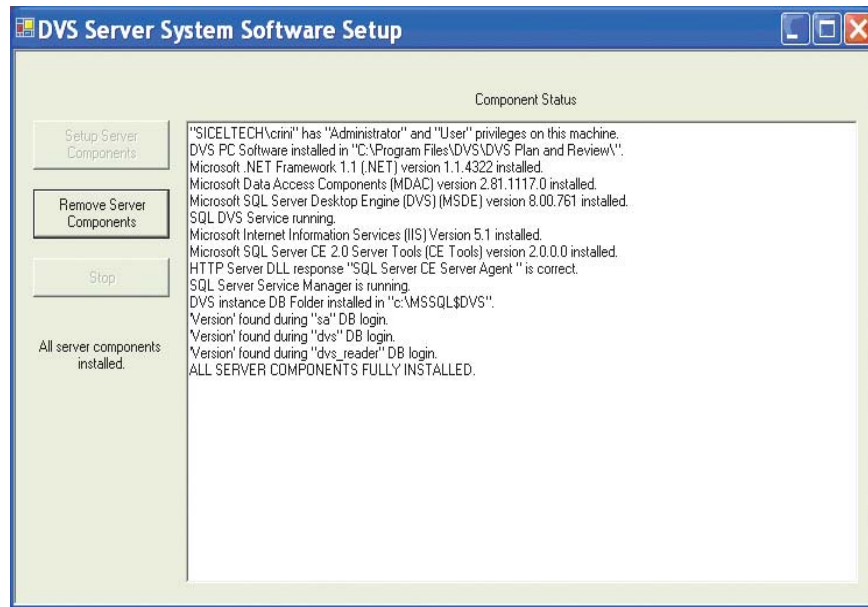 DVS Server System Software Setup
Component Status
Setup Server
Components
Remove Server
Components
Stop
All server components
installed.
"SICELTECH\crini" has "Administrator" and "User" privileges on this machine.
DVS PC Software installed in "C:\Program Files\DVS\DVS Plan and Review\".
Microsoft .NET Framework 1.1 (.NET) version 1.1.4322 installed.
Microsoft Data Access Components (MDAC) version 2.81.1117.0 installed.
Microsoft SQL Server Desktop Engine (DVS) (MSDE) version 8.00.761 installed.
SQL DVS Service running.
Microsoft Internet Information Services (IIS) Version 5.1 installed.
Microsoft SQL Server CE 2.0 Server Tools (CE Tools) version 2.0.0.0 installed.
HTTP Server DLL response "SQL Server CE Server Agent " is correct.
SQL Server Service Manager is running.
DVS instance DB Folder installed in "c:\MSSQL$DVS".
'Version' found during "sa" DB login.
'Version' found during "dvs" DB login.
'Version' found during "dvs_reader" DB login.
ALL SERVER COMPONENTS FULLY INSTALLED.